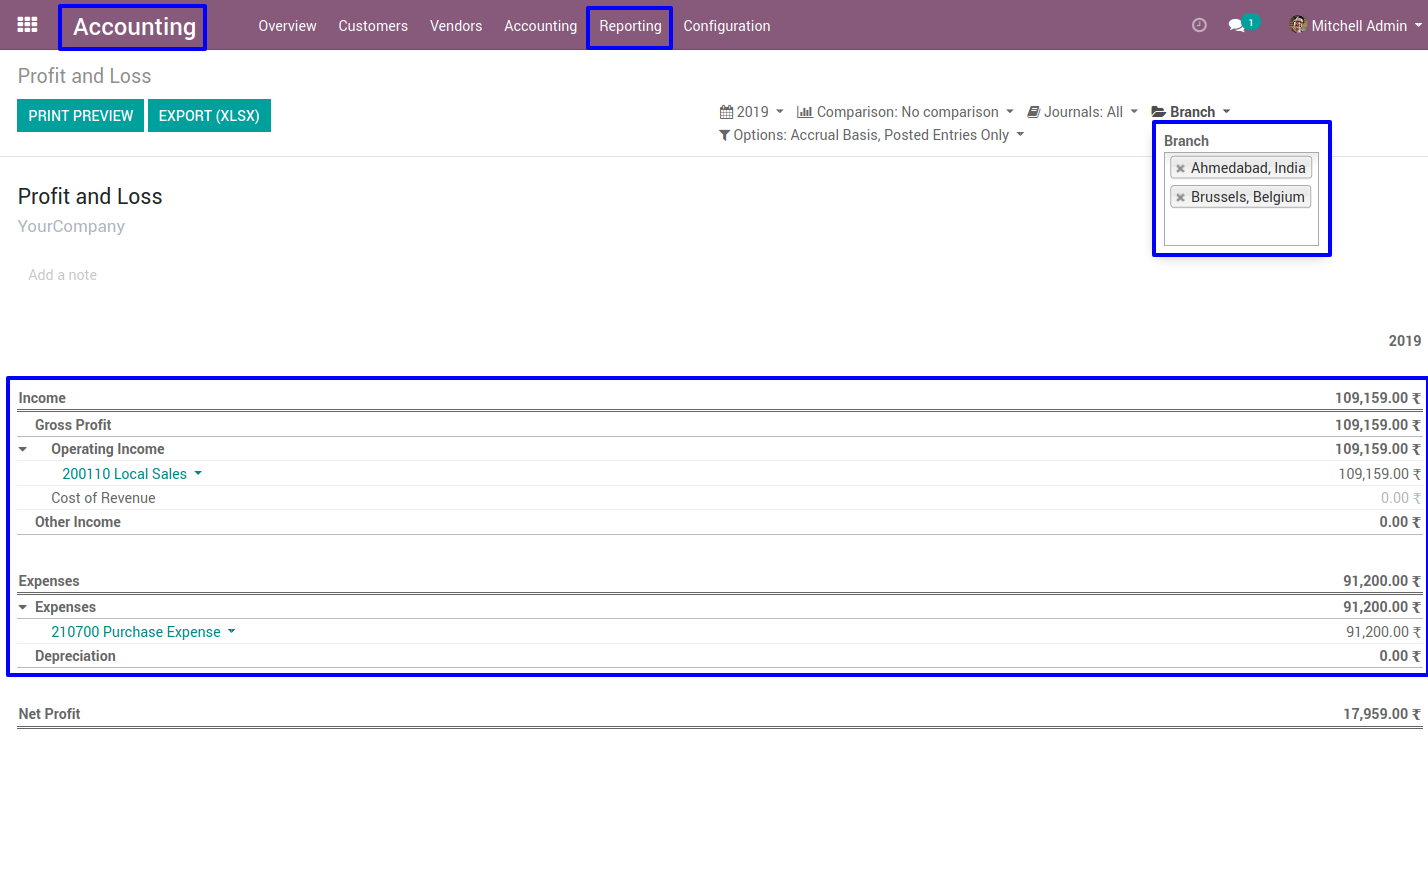 Accounting Overview Customers Vendors Accounting Reporting Configuration 1 Mitchell Admin
Profit and Loss
PRINT PREVIEW EXPORT (XLSX)
2019 Comparison: No comparison Journals: All Branch
Options: Accrual Basis, Posted Entries Only
Branch
Ahmedabad, India
Brussels, Belgium
Profit and Loss
YourCompany
Add a note
2019
Income 109,159.00 ₹
Gross Profit 109,159.00 ₹
Operating Income 109,159.00 ₹
200110 Local Sales 109,159.00 ₹
Cost of Revenue 0.00 ₹
Other Income 0.00 ₹
Expenses 91,200.00 ₹
Expenses 91,200.00 ₹
210700 Purchase Expense 91,200.00 ₹
Depreciation 0.00 ₹
Net Profit 17,959.00 ₹